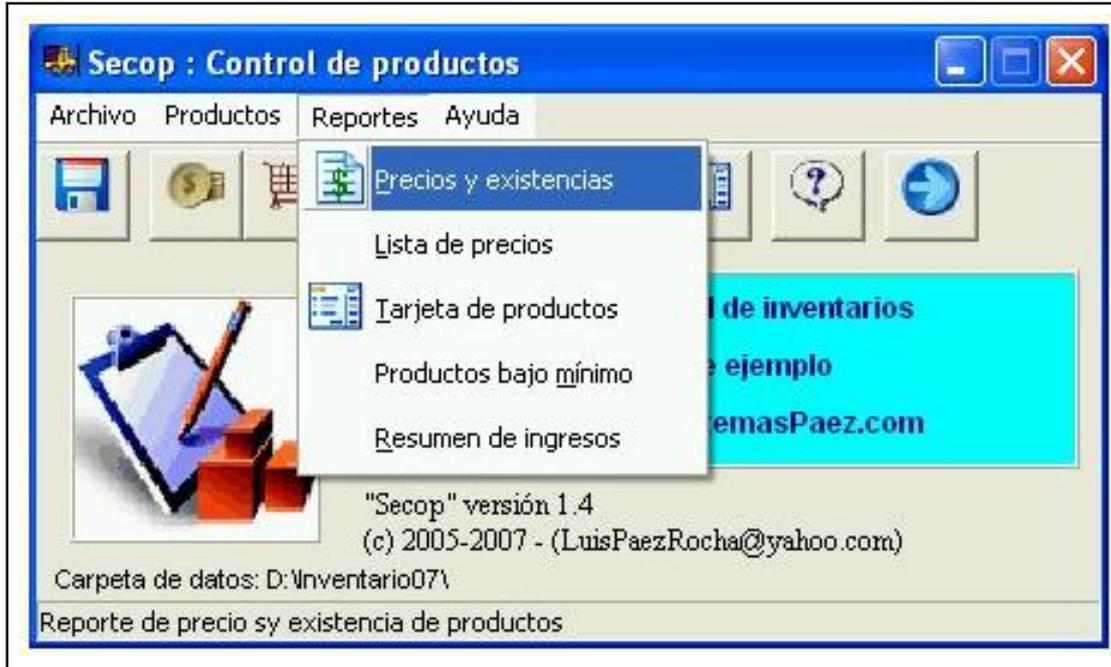 Secop : Control de productos
Archivo Productos Reportes Ayuda
Precios y existencias
Lista de precios
Tarjeta de productos
Productos bajo mínimo
Resumen de ingresos
de inventarios
ejemplo
emasPaez.com
"Secop" versión 1.4
(c) 2005-2007 - (LuisPaezRocha@yahoo.com)
Carpeta de datos: D:\Inventario07\
Reporte de precio sy existencia de productos